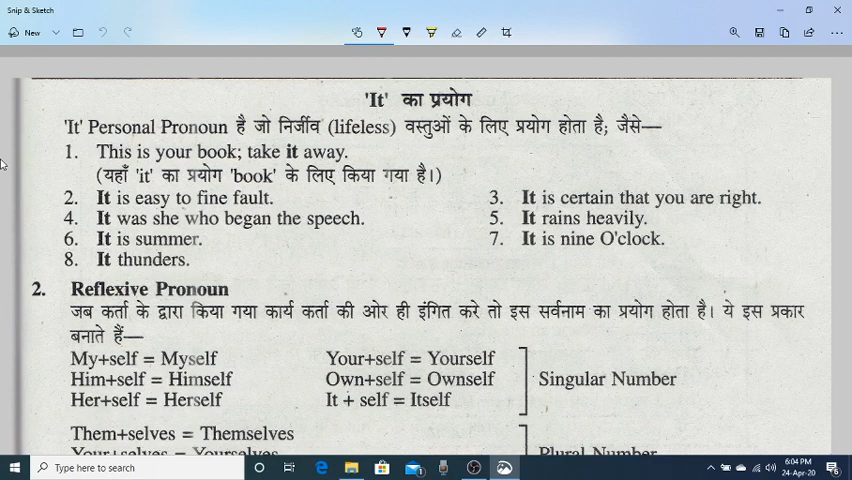 Snip & Sketch
New
'It' का प्रयोग
'It' Personal Pronoun है जो निर्जीव (lifeless) वस्तुओं के लिए प्रयोग होता है; जैसे—
1. This is your book; take it away.
(यहाँ 'it' का प्रयोग 'book' के लिए किया गया है।)
2. It is easy to fine fault. 3. It is certain that you are right.
4. It was she who began the speech. 5. It rains heavily.
6. It is summer. 7. It is nine O'clock.
8. It thunders.
2. Reflexive Pronoun
जब कर्ता के द्वारा किया गया कार्य कर्ता की ओर ही इंगित करे तो इस सर्वनाम का प्रयोग होता है। ये इस प्रकार
बनाते हैं—
My+self = Myself Your+self = Yourself
Him+self = Himself Own+self = Ownself Singular Number
Her+self = Herself It + self = Itself
Them+selves = Themselves
Your+selves = Yourselves Plural Number
Type here to search
6:04 PM
24-Apr-20